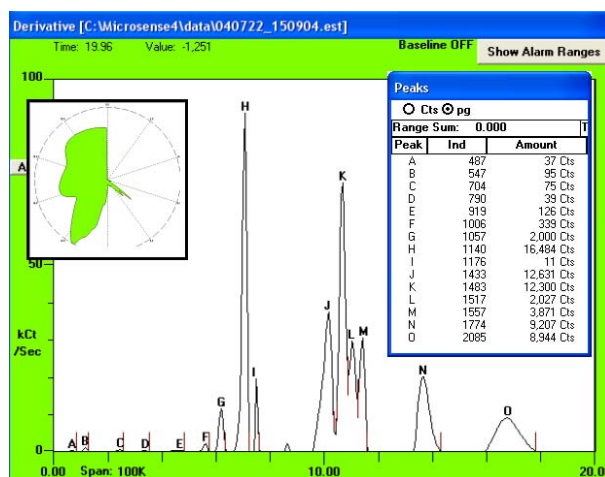 Derivative [C:\Microsense4\data\040722_150904.est]
Time: 19.96 Value: -1,251 Baseline OFF Show Alarm Ranges
100
50
kCt
/Sec
0
0.00 Span: 100K 10.00 20.0
A
A B C D E F G H I J K L M N O
Peaks
Cts pg
Range Sum: 0.000 T
Peak Ind Amount
A 487 37 Cts
B 547 95 Cts
C 704 75 Cts
D 790 39 Cts
E 919 126 Cts
F 1006 339 Cts
G 1057 2,000 Cts
H 1140 16,484 Cts
I 1176 11 Cts
J 1433 12,631 Cts
K 1483 12,300 Cts
L 1517 2,027 Cts
M 1557 3,871 Cts
N 1774 9,207 Cts
O 2085 8,944 Cts